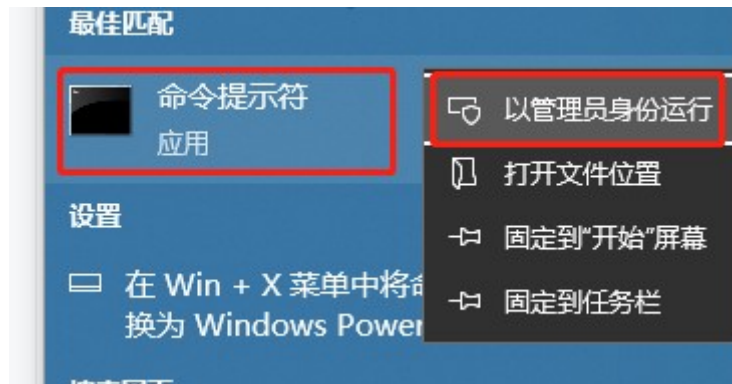 最佳匹配
命令提示符
应用
以管理员身份运行
打开文件位置
固定到"开始"屏幕
固定到任务栏
设置
在 Win + X 菜单中将
换为 Windows Power